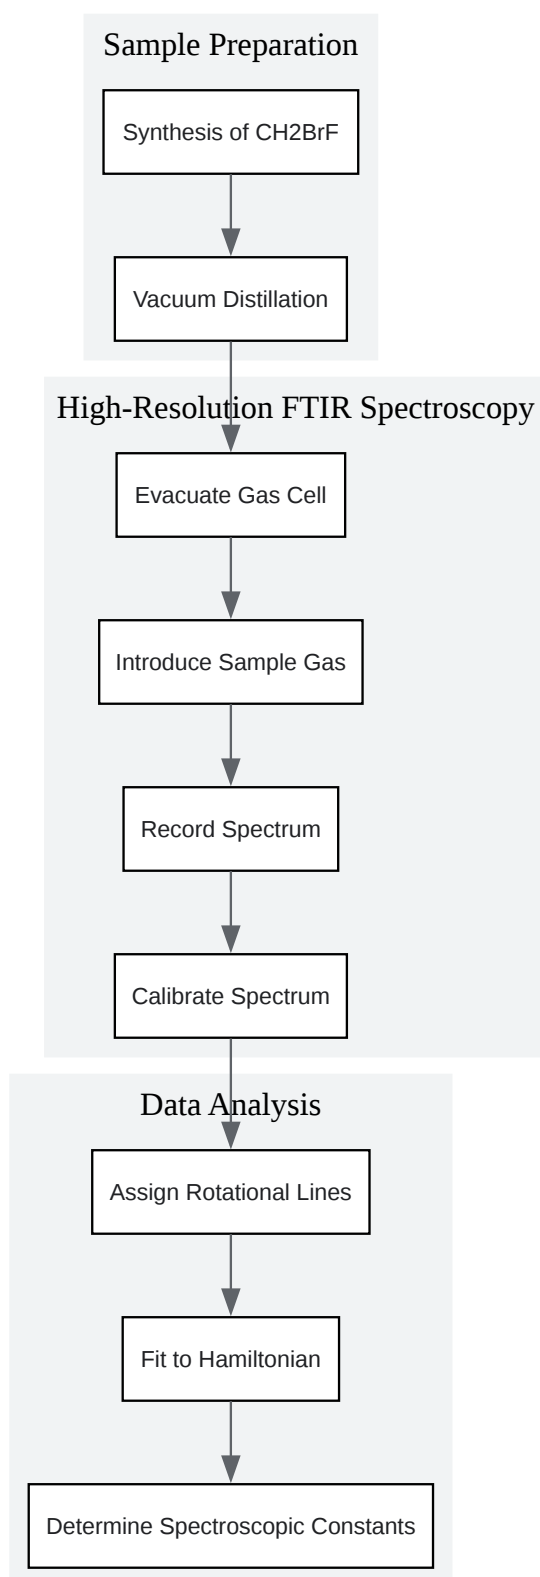 Sample Preparation
Synthesis of CH2BrF
Vacuum Distillation
High-Resolution FTIR Spectroscopy
Evacuate Gas Cell
Introduce Sample Gas
Record Spectrum
Calibrate Spectrum
Data Analysis
Assign Rotational Lines
Fit to Hamiltonian
Determine Spectroscopic Constants